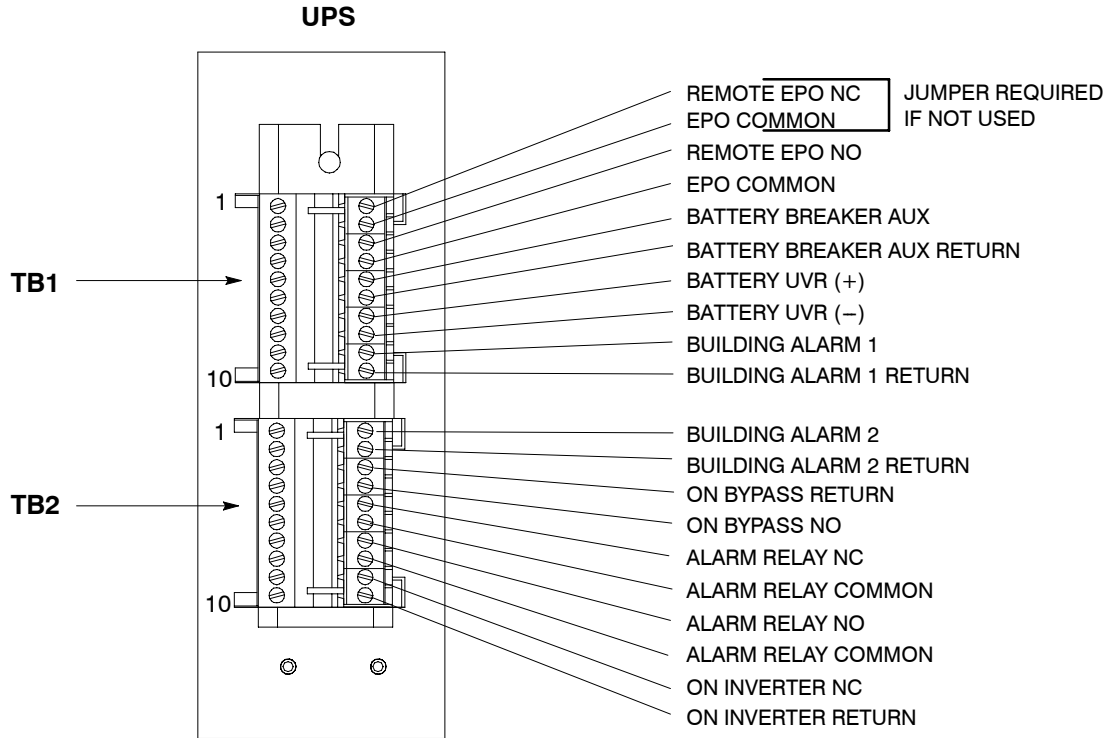 UPS
REMOTE EPO NC
EPO COMMON
JUMPER REQUIRED
IF NOT USED
REMOTE EPO NO
EPO COMMON
BATTERY BREAKER AUX
BATTERY BREAKER AUX RETURN
BATTERY UVR (+)
BATTERY UVR (−)
BUILDING ALARM 1
BUILDING ALARM 1 RETURN
1
TB1
10
BUILDING ALARM 2
BUILDING ALARM 2 RETURN
ON BYPASS RETURN
ON BYPASS NO
ALARM RELAY NC
ALARM RELAY COMMON
ALARM RELAY NO
ALARM RELAY COMMON
ON INVERTER NC
ON INVERTER RETURN
1
TB2
10